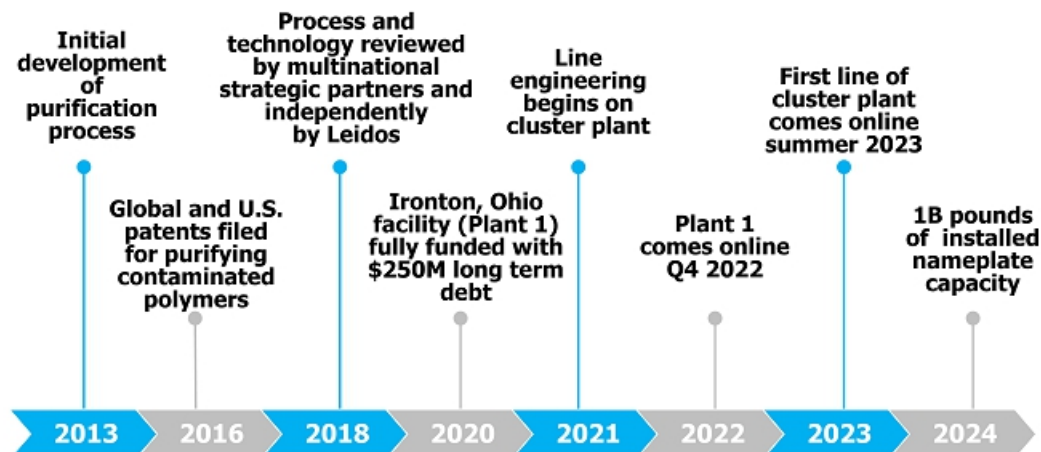 Initial
development
of
purification
process
Global and U.S.
patents filed
for purifying
contaminated
polymers
Process and
technology reviewed
by multinational
strategic partners and
independently
by Leidos
Ironton, Ohio
facility (Plant 1)
fully funded with
$250M long term
debt
Line
engineering
begins on
cluster plant
Plant 1
comes online
Q4 2022
First line of
cluster plant
comes online
summer 2023
1B pounds
of installed
nameplate
capacity
2013
2016
2018
2020
2021
2022
2023
2024